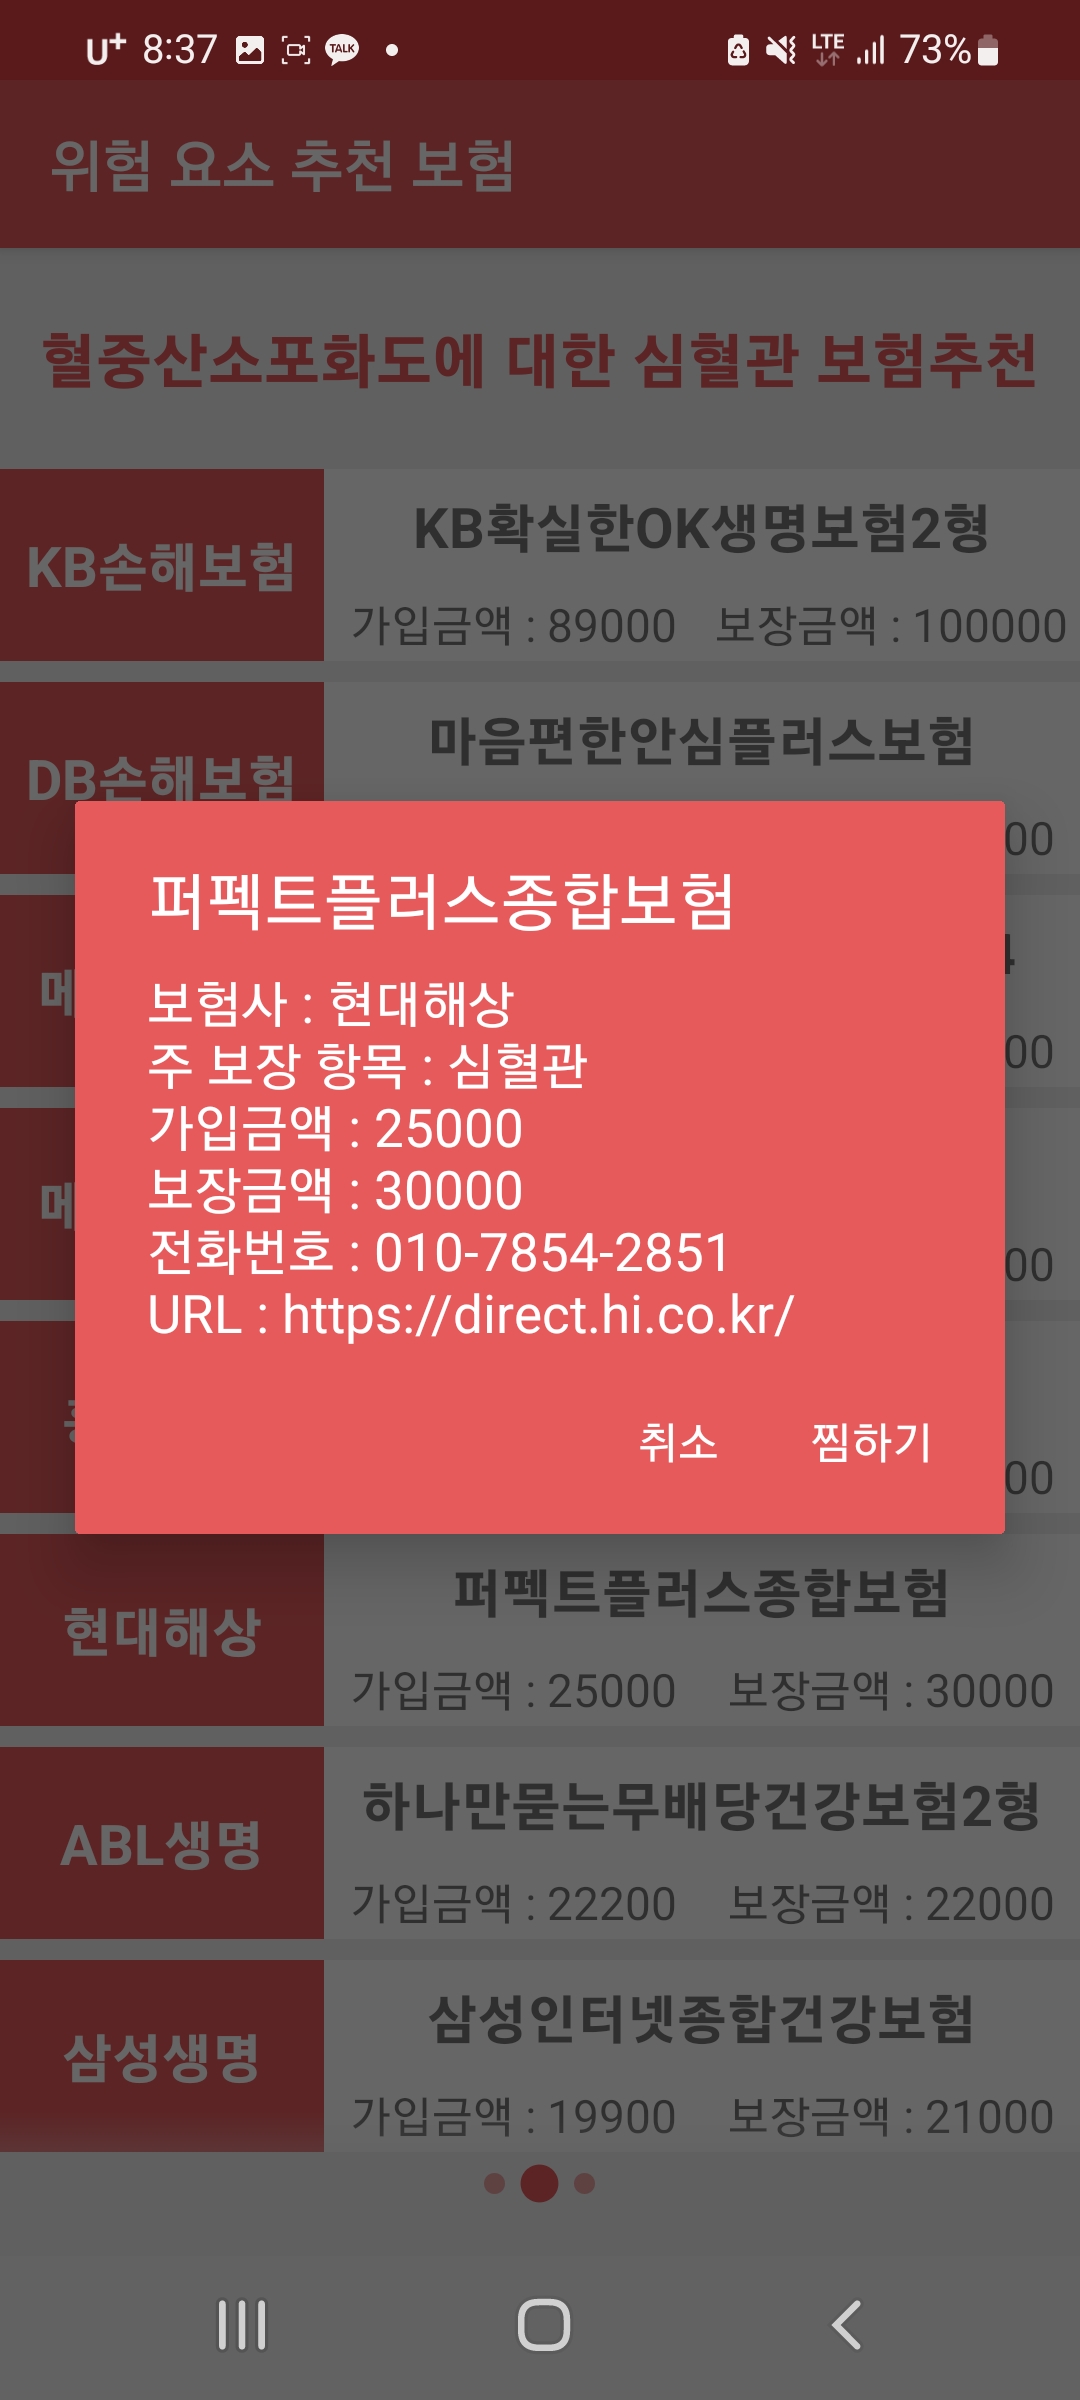 U+ 8:37 TALK LTE 73%
위험 요소 추천 보험
혈중산소포화도에 대한 심혈관 보험추천
KB손해보험
KB확실한OK생명보험2형
가입금액 : 89000 보장금액 : 100000
DB손해보험
마음편한안심플러스보험
00
퍼펙트플러스종합보험
보험사 : 현대해상
주 보장 항목 : 심혈관
가입금액 : 25000
보장금액 : 30000
전화번호 : 010-7854-2851
URL : https://direct.hi.co.kr/
취소 찜하기
메
4
00
메
00
00
현대해상
퍼펙트플러스종합보험
가입금액 : 25000 보장금액 : 30000
ABL생명
하나만묻는무배당건강보험2형
가입금액 : 22200 보장금액 : 22000
삼성생명
삼성인터넷종합건강보험
가입금액 : 19900 보장금액 : 21000